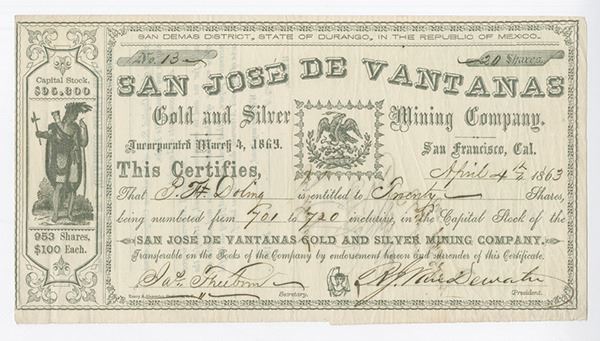 SAN DEMAS DISTRICT, STATE OF DURANGO, IN THE REPUBLIC OF MEXICO.
No. 13
20 Shares
Capital Stock,
$95,300
SAN JOSÉ DE VANTANAS
Gold and Silver Mining Company.
Incorporated March 4, 1863.
San Francisco, Cal.
This Certifies,
April 4th 1863
That is entitled to Twenty Shares,
being numbered from 701 to 720 inclusive, in the Capital Stock of the
953 Shares,
$100 Each.
SAN JOSÉ DE VANTANAS GOLD AND SILVER MINING COMPANY.
Transferable on the Books of the Company by endorsement hereon and surrender of this Certificate.
Secretary.
President.